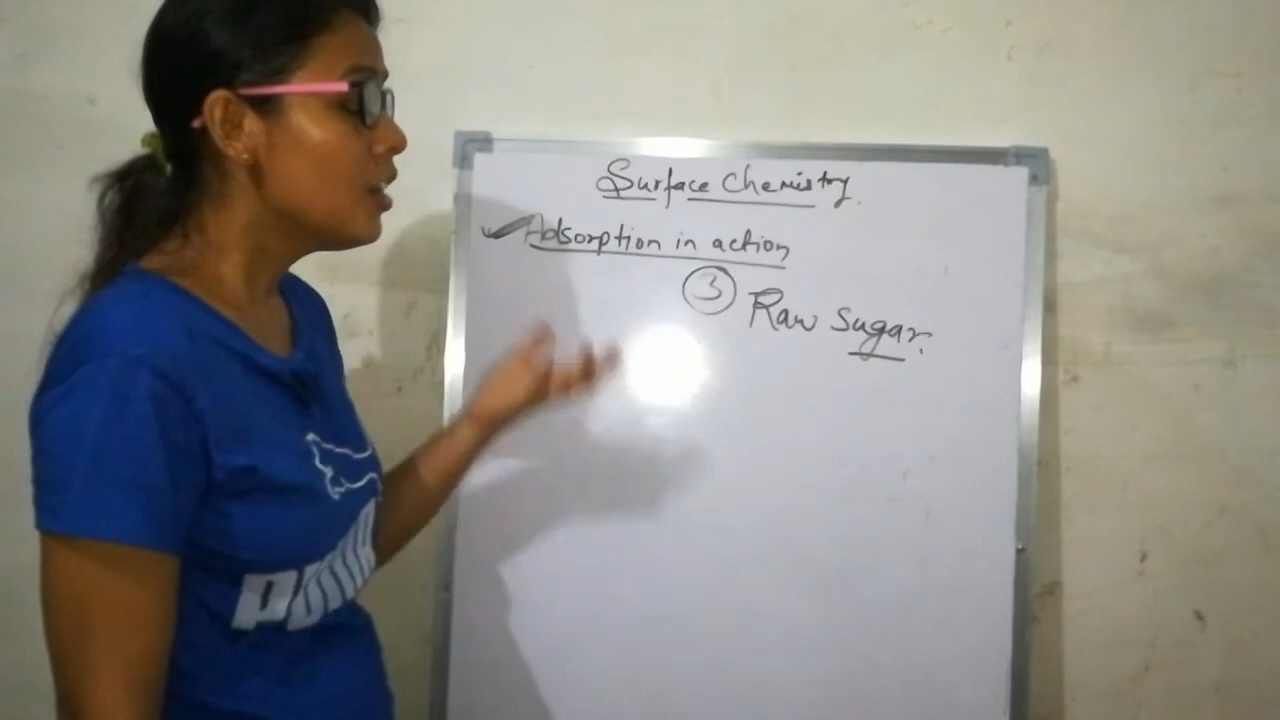 Surface Chemistry.
Adsorption in action
3 Raw sugar.
PUMA